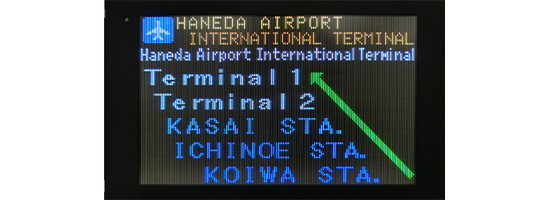 HANEDA AIRPORT
INTERNATIONAL TERMINAL
Haneda Airport International Terminal
Terminal 1
Terminal 2
KASAI STA.
ICHINOE STA.
KOIWA STA.